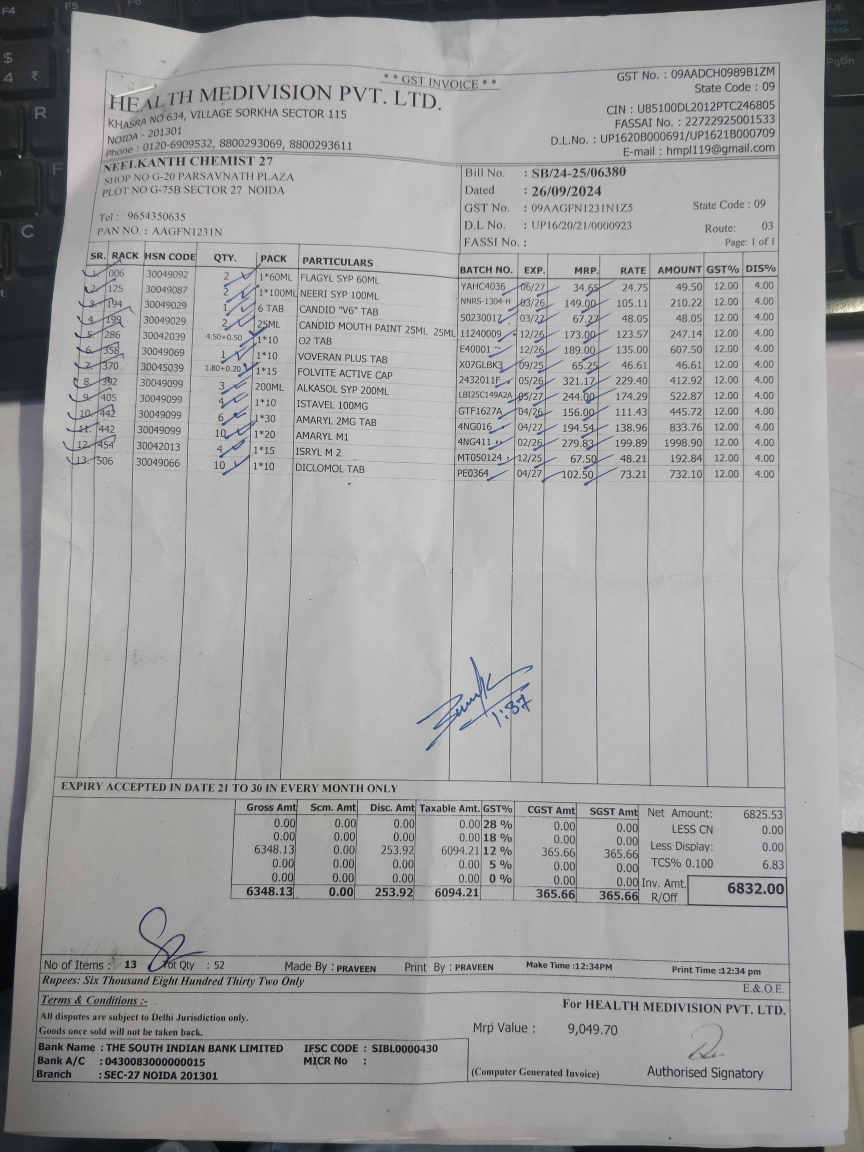 * * GST INVOICE * *
HEALTH MEDIVISION PVT. LTD.
KHASRA NO 634, VILLAGE SORKHA SECTOR 115
NOIDA - 201301
Phone : 0120-6909532, 8800293069, 8800293611
GST No. : 09AADCH0989B1ZM
State Code : 09
CIN : U85100DL2012PTC246805
FASSAI No. : 22722925001533
D.L.No. : UP1620B000691/UP1621B000709
E-mail : hmpl119@gmail.com
NEELKANTH CHEMIST 27
SHOP NO G-20 PARSAVNATH PLAZA
PLOT NO G-75B SECTOR 27 NOIDA
Tel : 9654350635
PAN NO. : AAGFN1231N
Bill No. : SB/24-25/06380
Dated : 26/09/2024
GST No. : 09AAGFN1231N1Z5 State Code : 09
D.L No. : UP16/20/21/0000923 Route: 03
FASSI No. : Page: 1 of 1
SR. RACK HSN CODE QTY. PACK PARTICULARS BATCH NO. EXP. MRP. RATE AMOUNT GST% DIS%
1. 006 30049092 2 1*60ML FLAGYL SYP 60ML YAHC4036 06/27 34.65 24.75 49.50 12.00 4.00
2. 125 30049087 2 1*100ML NEERI SYP 100ML NNRS-1304-H 03/26 149.00 105.11 210.22 12.00 4.00
3. 194 30049029 1 6 TAB CANDID "V6" TAB 50230017 03/27 67.27 48.05 48.05 12.00 4.00
4. 199 30049029 2 25ML CANDID MOUTH PAINT 25ML 25ML 11240009 12/26 173.00 123.57 247.14 12.00 4.00
5. 286 30042039 4.50+0.50 1*10 O2 TAB E40001 12/26 189.00 135.00 607.50 12.00 4.00
6. 358 30049069 1 1*10 VOVERAN PLUS TAB X07GLBK3 09/25 65.25 46.61 46.61 12.00 4.00
7. 370 30045039 1.80+0.20 1*15 FOLVITE ACTIVE CAP 2432011F 05/26 321.17 229.40 412.92 12.00 4.00
8. 392 30049099 3 200ML ALKASOL SYP 200ML LBI25C149A2A 05/27 244.00 174.29 522.87 12.00 4.00
9. 405 30049099 4 1*10 ISTAVEL 100MG GTF1627A 04/26 156.00 111.43 445.72 12.00 4.00
10. 442 30049099 6 1*30 AMARYL 2MG TAB 4NG016 04/27 194.54 138.96 833.76 12.00 4.00
11. 442 30049099 10 1*20 AMARYL M1 4NG411 02/26 279.83 199.89 1998.90 12.00 4.00
12. 454 30042013 4 1*15 ISRYL M 2 MT050124 12/25 67.50 48.21 192.84 12.00 4.00
13. 506 30049066 10 1*10 DICLOMOL TAB PE0364 04/27 102.50 73.21 732.10 12.00 4.00
1:37
EXPIRY ACCEPTED IN DATE 21 TO 30 IN EVERY MONTH ONLY
Gross Amt Scm. Amt Disc. Amt Taxable Amt. GST% CGST Amt SGST Amt
0.00 0.00 0.00 0.00 28 % 0.00 0.00
0.00 0.00 0.00 0.00 18 % 0.00 0.00
6348.13 0.00 253.92 6094.21 12 % 365.66 365.66
0.00 0.00 0.00 0.00 5 % 0.00 0.00
0.00 0.00 0.00 0.00 0 % 0.00 0.00
6348.13 0.00 253.92 6094.21 365.66 365.66
Net Amount: 6825.53
LESS CN 0.00
Less Display: 0.00
TCS% 0.100 6.83
Inv. Amt. 6832.00
R/Off
No of Items : 13 Tot Qty : 52 Made By : PRAVEEN Print By : PRAVEEN Make Time :12:34PM Print Time :12:34 pm
Rupees: Six Thousand Eight Hundred Thirty Two Only
E.& O.E.
Terms & Conditions :-
All disputes are subject to Delhi Jurisdiction only.
Goods once sold will not be taken back.
For HEALTH MEDIVISION PVT. LTD.
Mrp Value : 9,049.70
Bank Name : THE SOUTH INDIAN BANK LIMITED IFSC CODE : SIBL0000430
Bank A/C : 0430083000000015 MICR No :
Branch : SEC-27 NOIDA 201301
(Computer Generated Invoice)
Authorised Signatory